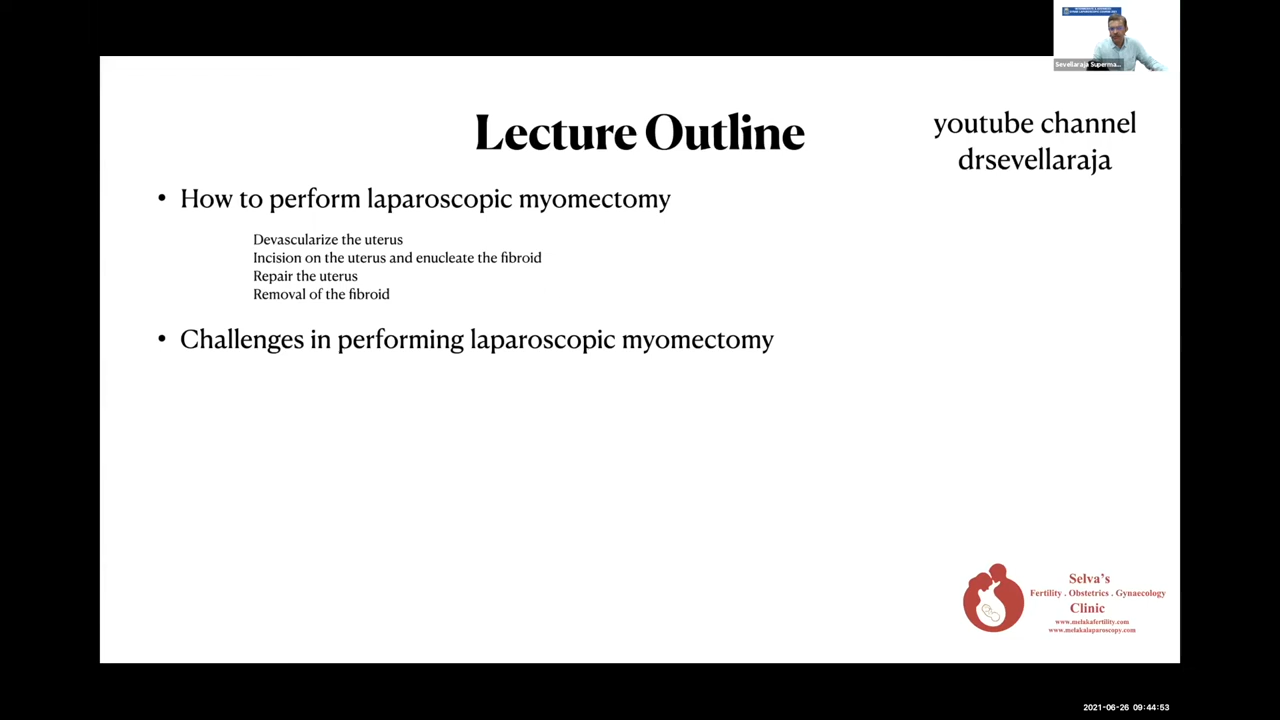 Sevellaraja Superma...
Lecture Outline
youtube channel
drsevellaraja
• How to perform laparoscopic myomectomy
Devascularize the uterus
Incision on the uterus and enucleate the fibroid
Repair the uterus
Removal of the fibroid
• Challenges in performing laparoscopic myomectomy
Selva's
Fertility . Obstetrics . Gynaecology
Clinic
www.melakafertility.com
www.melakalaparoscopy.com
2021-06-26 09:44:53